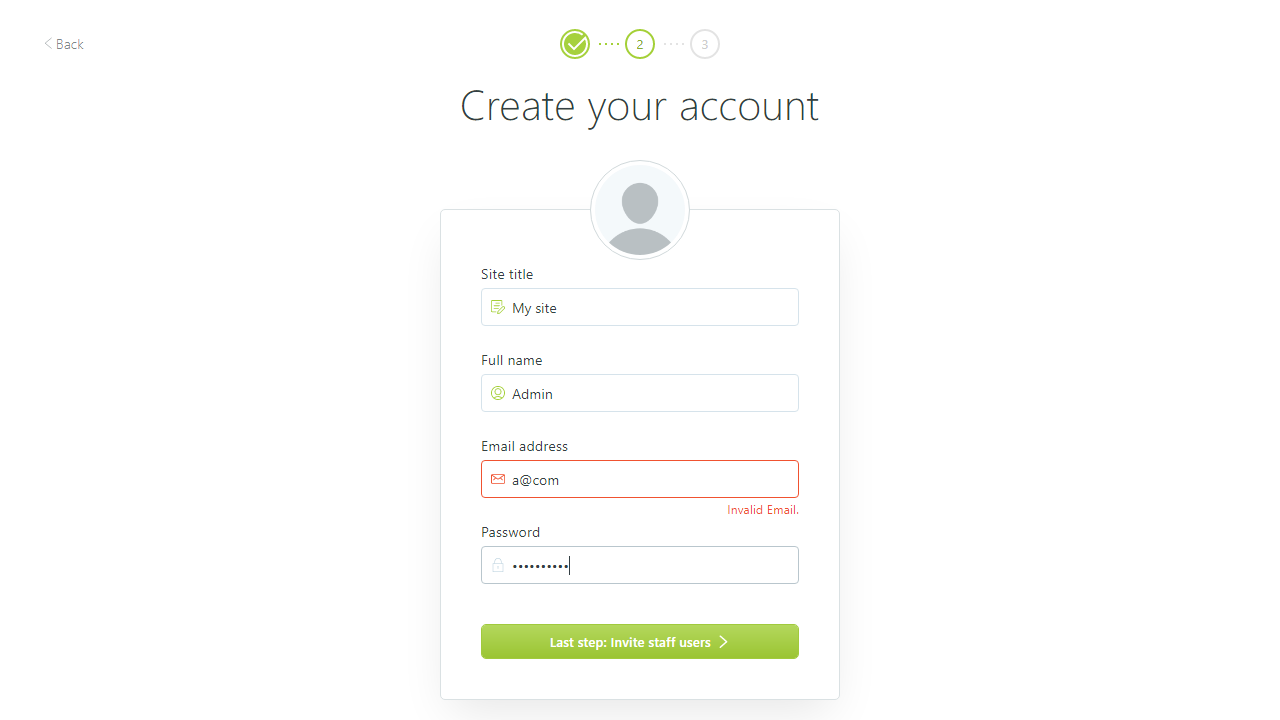 Back
2
3
Create your account
Site title
My site
Full name
Admin
Email address
a@com
Invalid Email.
Password
••••••••••
Last step: Invite staff users